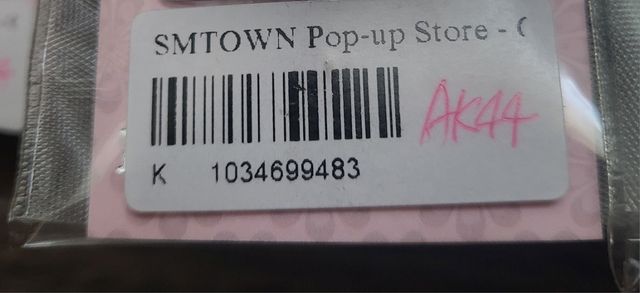 SMTOWN Pop-up Store -
AK44
K 1034699483